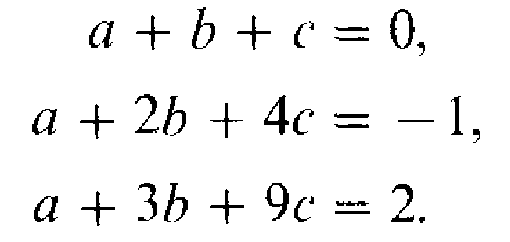 a + b + c = 0,
a + 2b + 4c = -1,
a + 3b + 9c = 2.